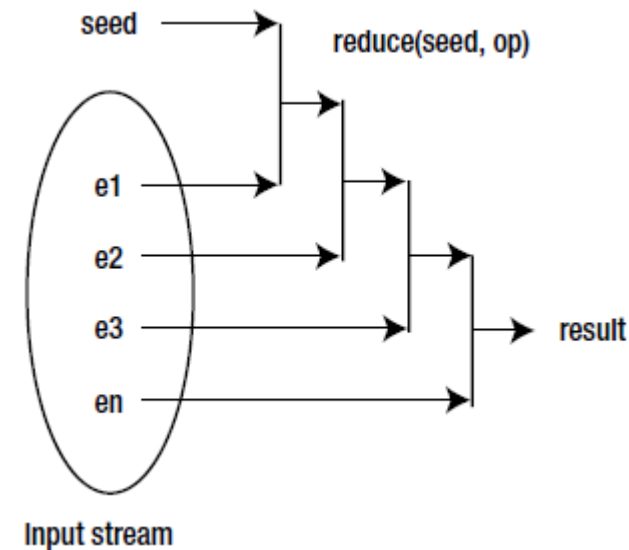 seed
reduce(seed, op)
e1
e2
e3
result
en
Input stream